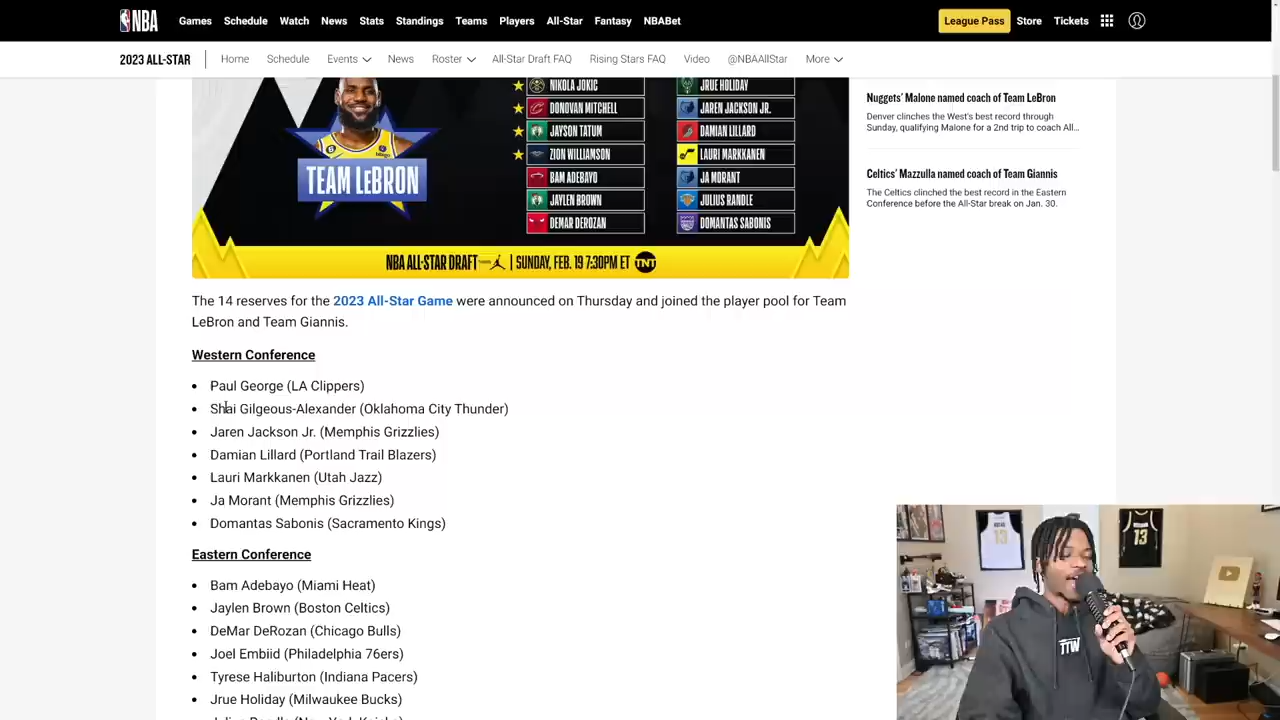 NBA
Games
Schedule
Watch
News
Stats
Standings
Teams
Players
All-Star
Fantasy
NBABet
League Pass
Store
Tickets
2023 ALL-STAR
Home
Schedule
Events
News
Roster
All-Star Draft FAQ
Rising Stars FAQ
Video
@NBAAllStar
More
TEAM LeBRON
NIKOLA JOKIC
DONOVAN MITCHELL
JAYSON TATUM
ZION WILLIAMSON
BAM ADEBAYO
JAYLEN BROWN
DEMAR DEROZAN
JRUE HOLIDAY
JAREN JACKSON JR.
DAMIAN LILLARD
LAURI MARKKANEN
JA MORANT
JULIUS RANDLE
DOMANTAS SABONIS
NBA ALL-STAR DRAFT | SUNDAY, FEB. 19 7:30PM ET TNT
Nuggets' Malone named coach of Team LeBron
Denver clinches the West's best record through
Sunday, qualifying Malone for a 2nd trip to coach All...
Celtics' Mazzulla named coach of Team Giannis
The Celtics clinched the best record in the Eastern
Conference before the All-Star break on Jan. 30.
The 14 reserves for the 2023 All-Star Game were announced on Thursday and joined the player pool for Team
LeBron and Team Giannis.
Western Conference
Paul George (LA Clippers)
Shai Gilgeous-Alexander (Oklahoma City Thunder)
Jaren Jackson Jr. (Memphis Grizzlies)
Damian Lillard (Portland Trail Blazers)
Lauri Markkanen (Utah Jazz)
Ja Morant (Memphis Grizzlies)
Domantas Sabonis (Sacramento Kings)
Eastern Conference
Bam Adebayo (Miami Heat)
Jaylen Brown (Boston Celtics)
DeMar DeRozan (Chicago Bulls)
Joel Embiid (Philadelphia 76ers)
Tyrese Haliburton (Indiana Pacers)
Jrue Holiday (Milwaukee Bucks)
13
13
TTW